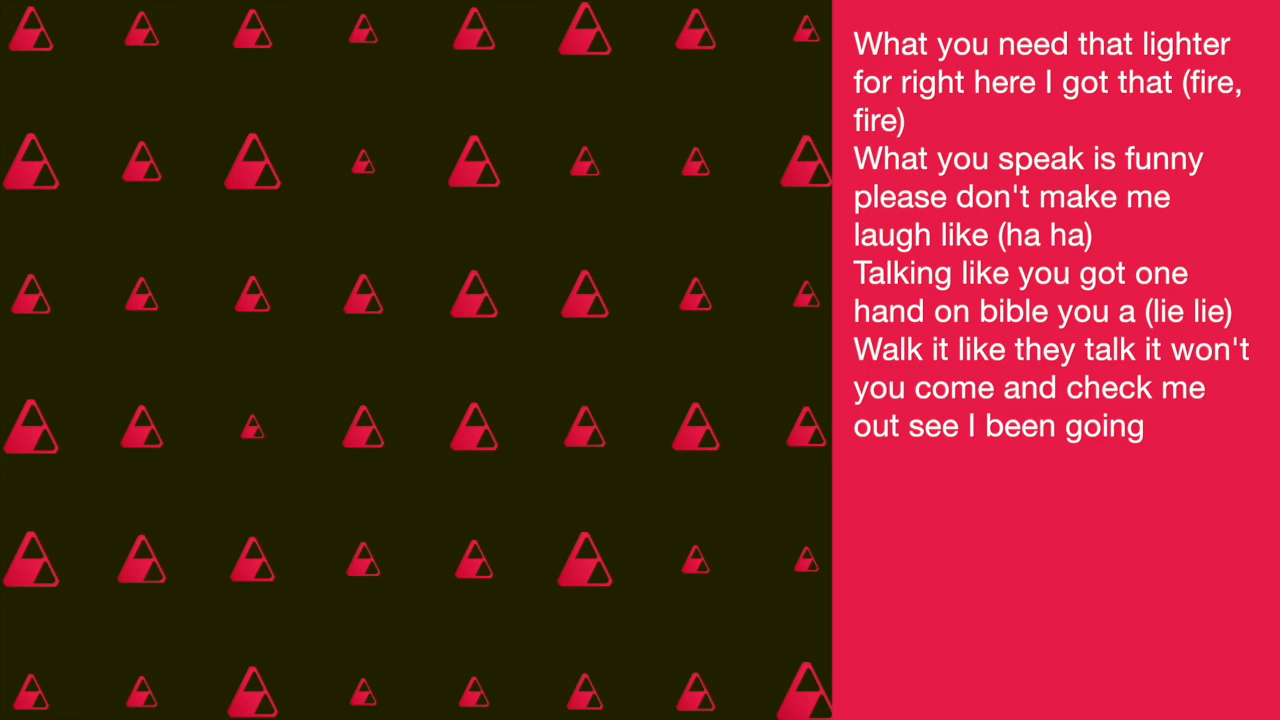 What you need that lighter
for right here I got that (fire,
fire)
What you speak is funny
please don't make me
laugh like (ha ha)
Talking like you got one
hand on bible you a (lie lie)
Walk it like they talk it won't
you come and check me
out see I been going